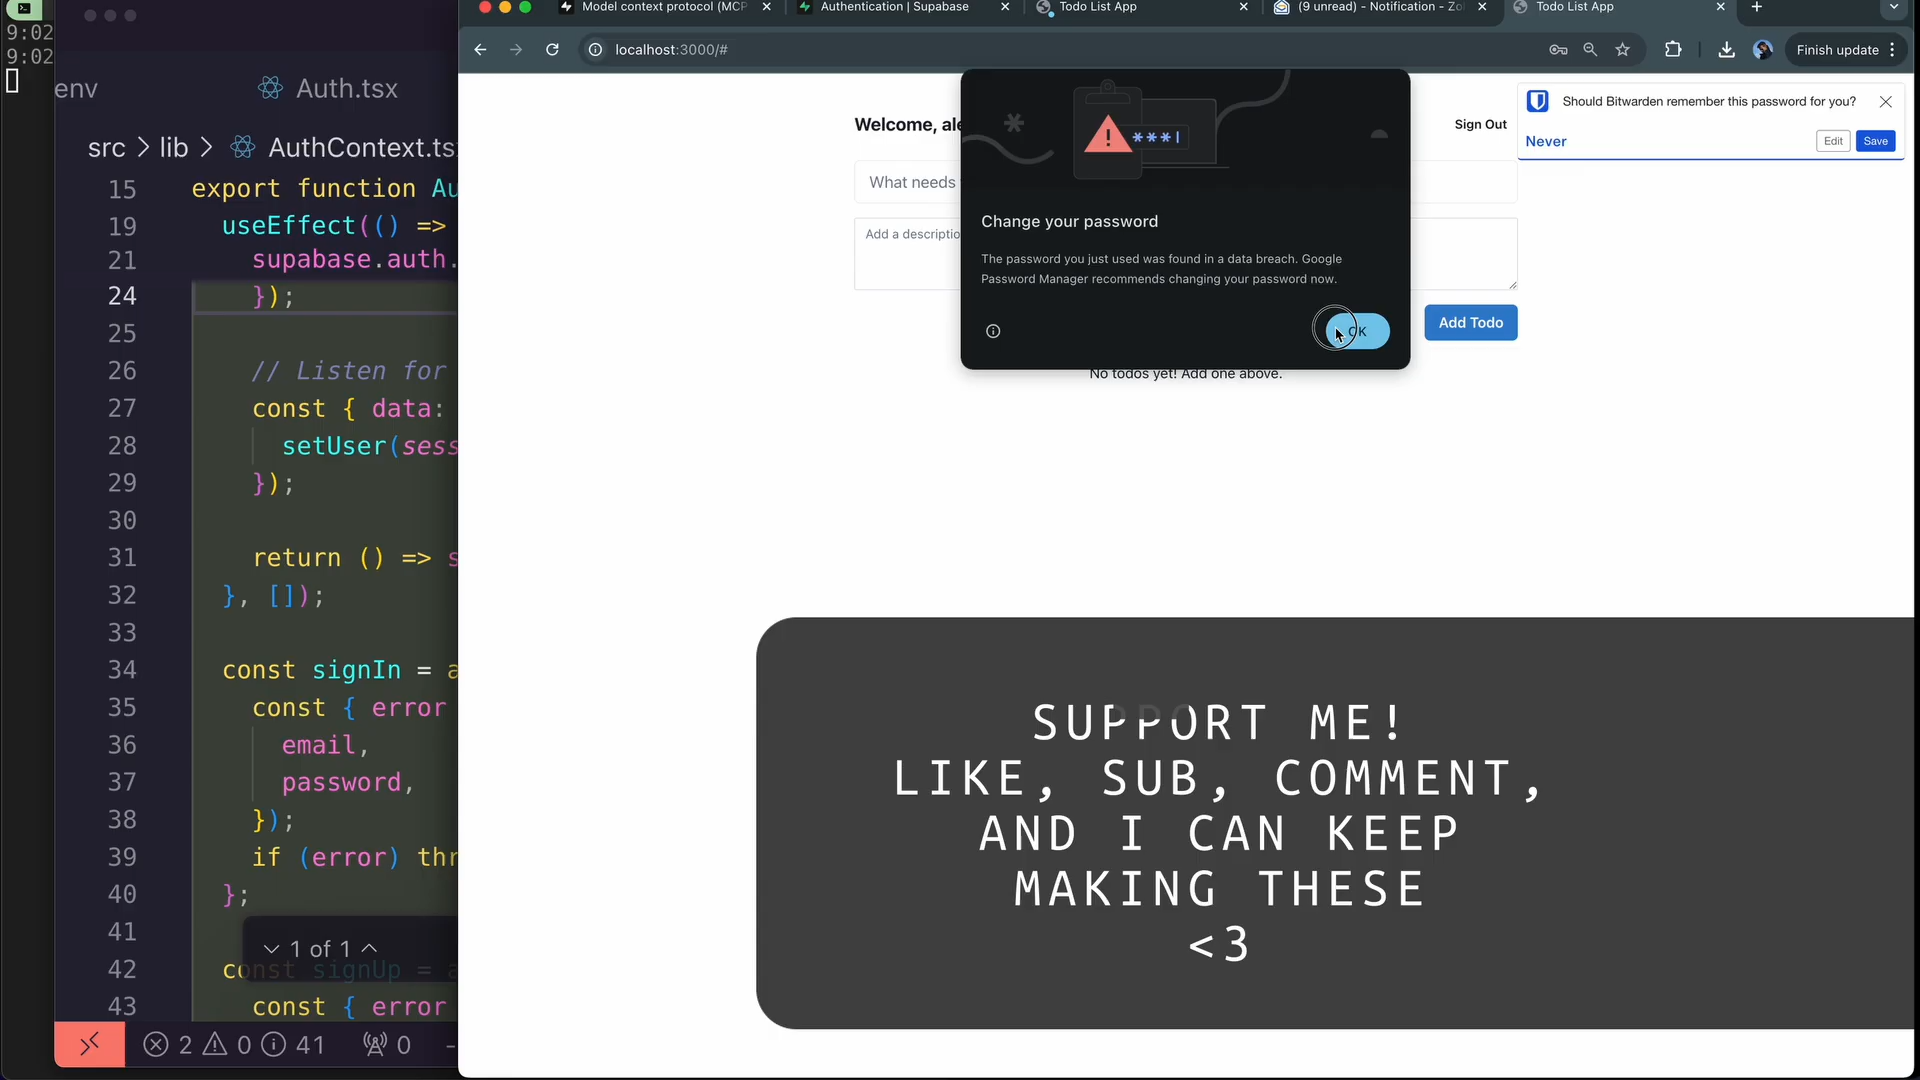 9:02
9:02
env
Auth.tsx
src > lib > AuthContext.ts
15 export function Au
19 useEffect(() =>
21 supabase.auth.
24 });
25
26 // Listen for
27 const { data:
28 setUser(sess
29 });
30
31 return () => s
32 }, []);
33
34 const signIn = a
35 const { error
36 email,
37 password,
38 });
39 if (error) thr
40 };
41
1 of 1
42 const signUp = a
43 const { error
2 0 41 0 -
Model context protocol (MCP
Authentication | Supabase
Todo List App
(9 unread) - Notification - Zo
Todo List App
localhost:3000/#
Finish update
Welcome, ale
Sign Out
What needs
Add a descriptio
Add Todo
No todos yet! Add one above.
***|
Change your password
The password you just used was found in a data breach. Google
Password Manager recommends changing your password now.
OK
Should Bitwarden remember this password for you?
Never
Edit
Save
SUPPORT ME!
LIKE, SUB, COMMENT,
AND I CAN KEEP
MAKING THESE
<3